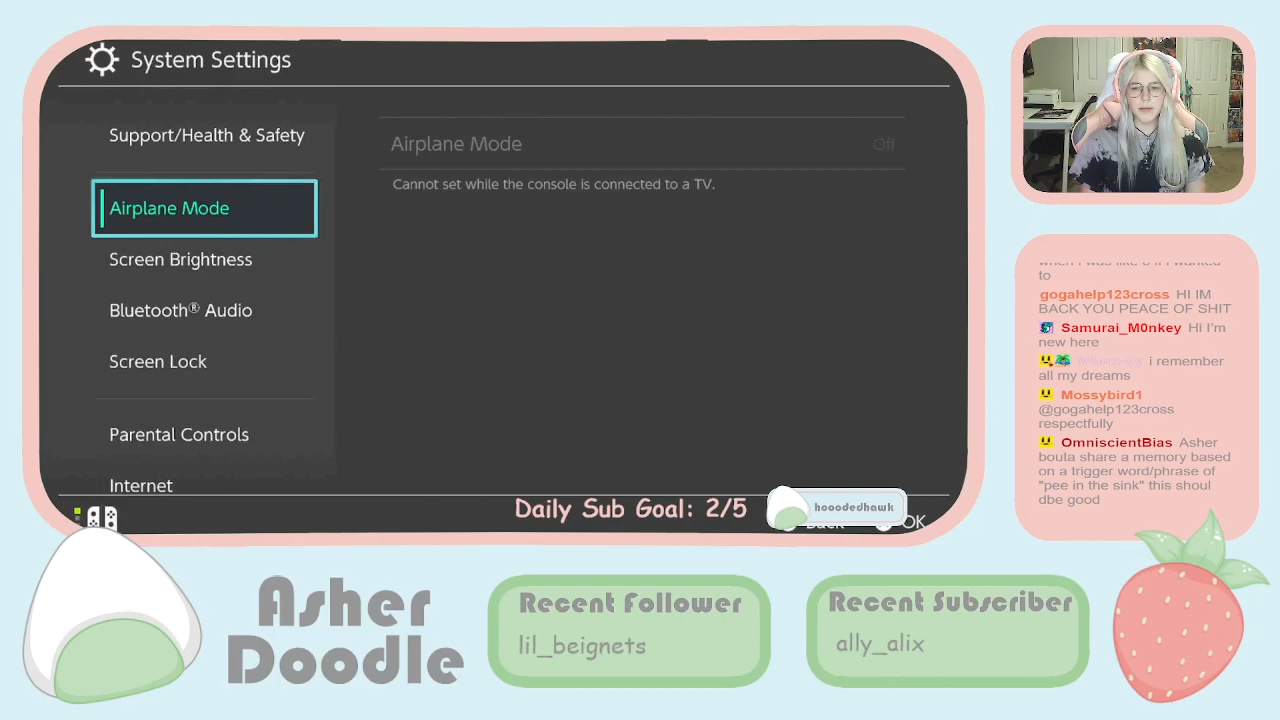 System Settings
Support/Health & Safety
Airplane Mode
Screen Brightness
Bluetooth® Audio
Screen Lock
Parental Controls
Internet
Airplane Mode Off
Cannot set while the console is connected to a TV.
Back OK
Daily Sub Goal: 2/5
hooodedhawk
to
gogahelp123cross HI IM
BACK YOU PEACE OF SHIT
Samurai_M0nkey Hi I'm
new here
i remember
all my dreams
Mossybird1
@gogahelp123cross
respectfully
OmniscientBias Asher
boula share a memory based
on a trigger word/phrase of
"pee in the sink" this shoul
dbe good
Asher
Doodle
Recent Follower
lil_beignets
Recent Subscriber
ally_alix